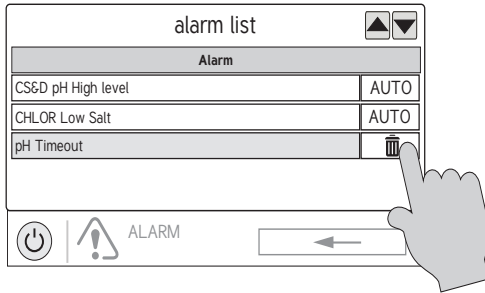 alarm list
Alarm
CS&D pH High level AUTO
CHLOR Low Salt AUTO
pH Timeout
ALARM